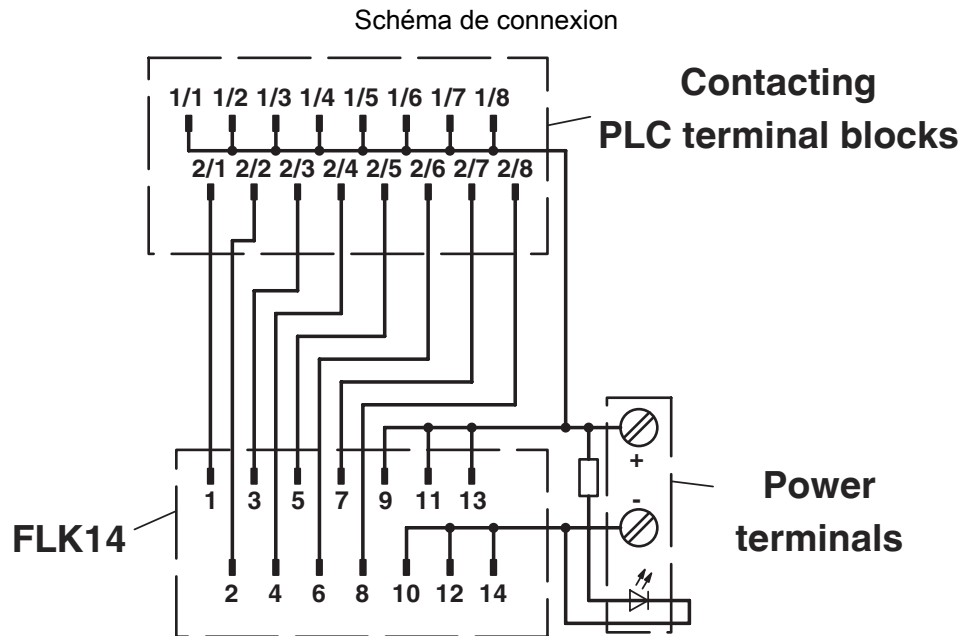 Schéma de connexion
1/1 1/2 1/3 1/4 1/5 1/6 1/7 1/8
Contacting
PLC terminal blocks
2/1 2/2 2/3 2/4 2/5 2/6 2/7 2/8
+
1 3 5 7 9 11 13
Power
terminals
-
FLK14
2 4 6 8 10 12 14